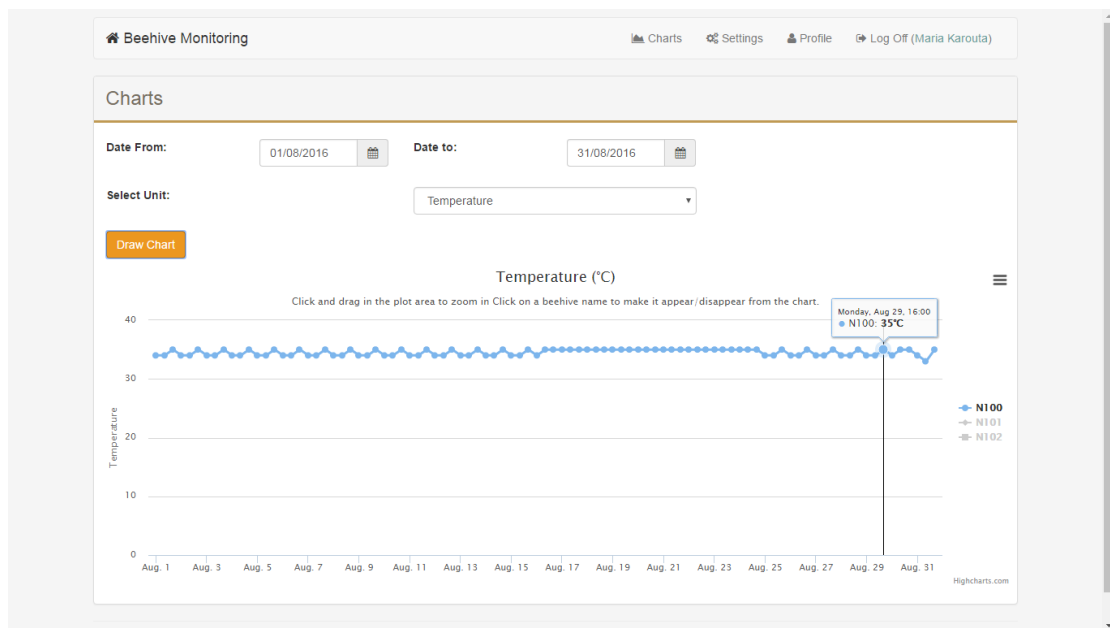 Beehive Monitoring
Charts Settings Profile Log Off (Maria Karouta)
Charts
Date From: 01/08/2016 Date to: 31/08/2016
Select Unit: Temperature
Draw Chart
Temperature (°C)
Click and drag in the plot area to zoom in Click on a beehive name to make it appear/disappear from the chart.
Monday, Aug 29, 16:00
N100: 35°C
40
30
20
10
0
Temperature
N100
N101
N102
Aug. 1 Aug. 3 Aug. 5 Aug. 7 Aug. 9 Aug. 11 Aug. 13 Aug. 15 Aug. 17 Aug. 19 Aug. 21 Aug. 23 Aug. 25 Aug. 27 Aug. 29 Aug. 31
Highcharts.com